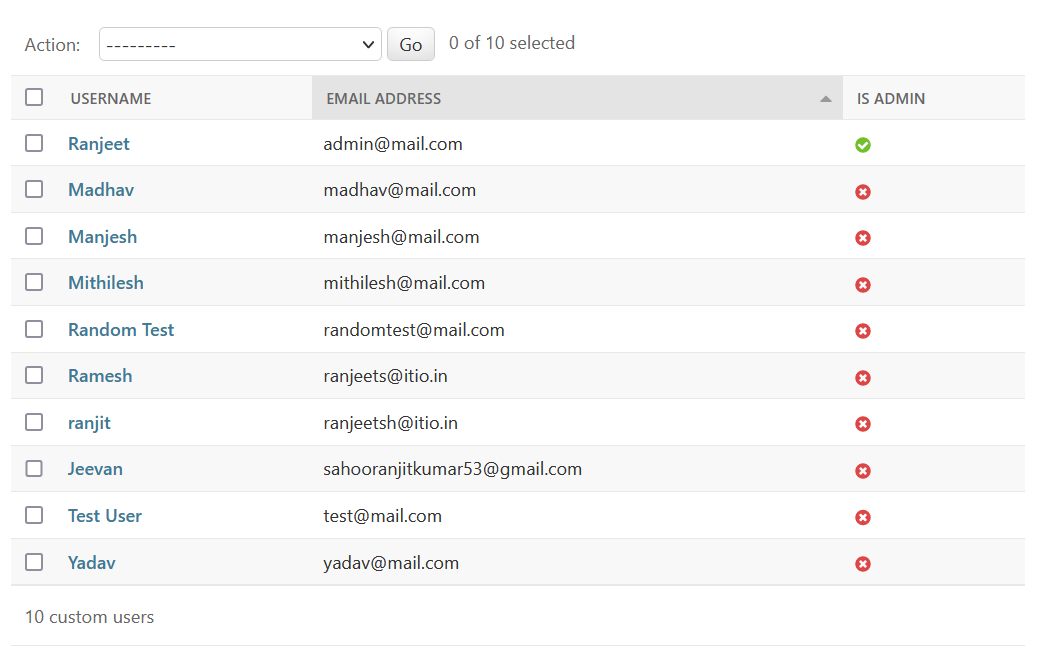 Action: --------- Go 0 of 10 selected
USERNAME EMAIL ADDRESS IS ADMIN
Ranjeet admin@mail.com
Madhav madhav@mail.com
Manjesh manjesh@mail.com
Mithilesh mithilesh@mail.com
Random Test randomtest@mail.com
Ramesh ranjeets@itio.in
ranjit ranjeetsh@itio.in
Jeevan sahooranjitkumar53@gmail.com
Test User test@mail.com
Yadav yadav@mail.com
10 custom users